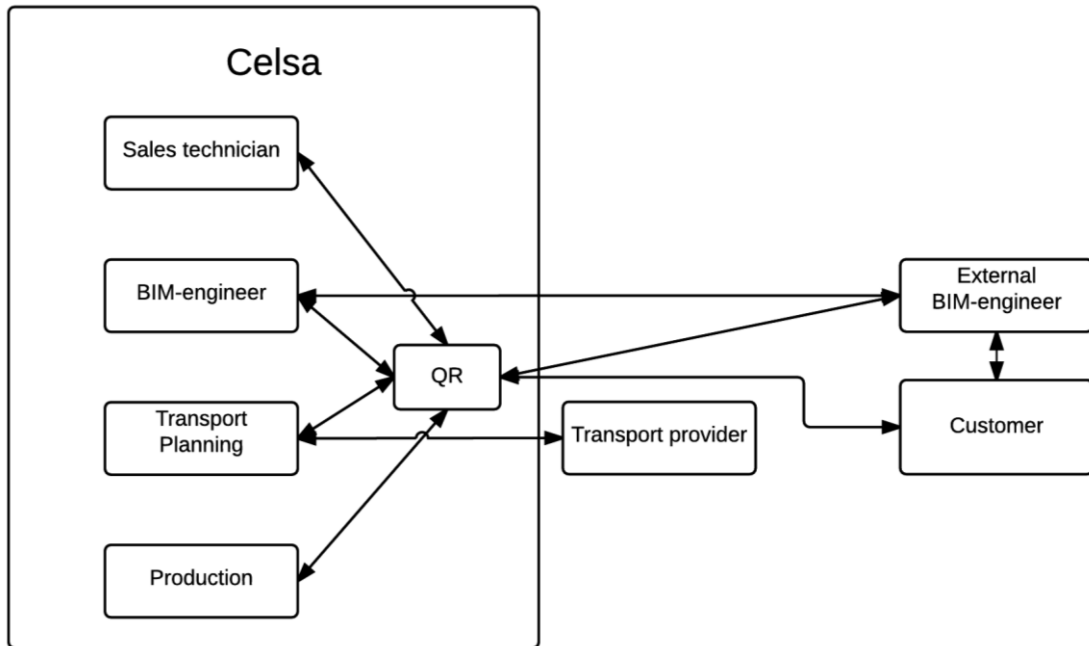 Celsa
Sales technician
BIM-engineer
External
BIM-engineer
QR
Transport
Planning
Transport provider
Customer
Production